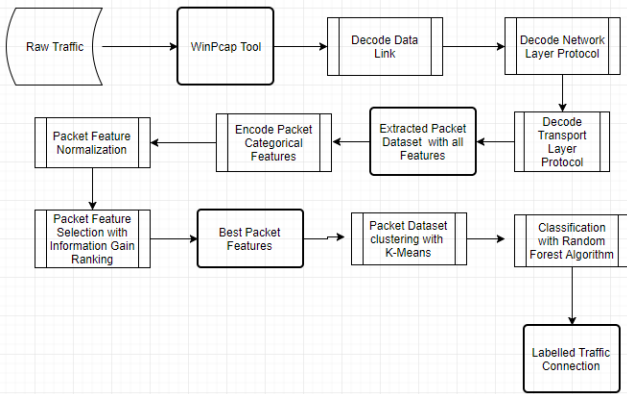 Raw Traffic
WinPcap Tool
Decode Data
Link
Decode Network
Layer Protocol
Packet Feature
Normalization
Encode Packet
Categorical
Features
Extracted Packet
Dataset with all
Features
Decode
Transport
Layer
Protocol
Packet Feature
Selection with
Information Gain
Ranking
Best Packet
Features
Packet Dataset
clustering with
K-Means
Classification
with Random
Forest Algorithm
Labelled Traffic
Connection